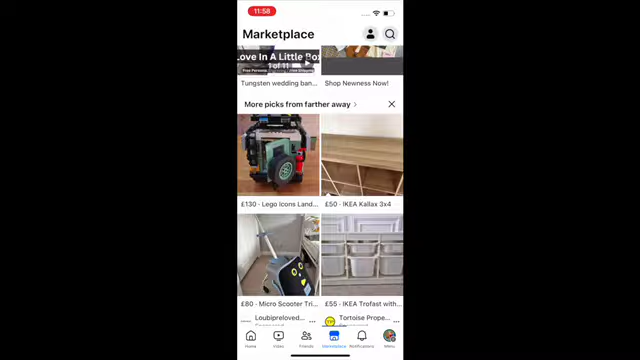 11:58
Marketplace
Love In A Little Box
1 of 11
Free Shipping
Tungsten wedding ban...
Shop Newness Now!
More picks from farther away
£130 · Lego Icons Land...
£50 · IKEA Kallax 3x4
£80 · Micro Scooter Tri...
£55 · IKEA Trofast with...
Loubipreloved...
Tortoise Prope...
Home
Video
Friends
Marketplace
Notifications
Menu